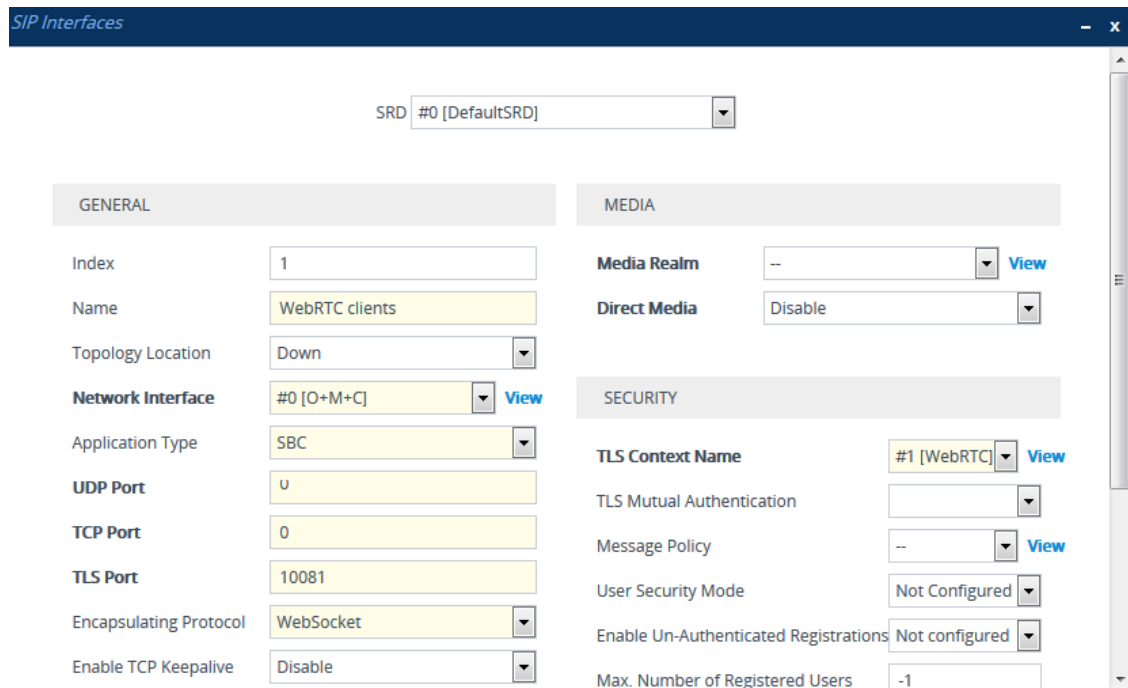 SIP Interfaces
– x
SRD #0 [DefaultSRD]
GENERAL
Index 1
Name WebRTC clients
Topology Location Down
Network Interface #0 [O+M+C] View
Application Type SBC
UDP Port 0
TCP Port 0
TLS Port 10081
Encapsulating Protocol WebSocket
Enable TCP Keepalive Disable
MEDIA
Media Realm -- View
Direct Media Disable
SECURITY
TLS Context Name #1 [WebRTC] View
TLS Mutual Authentication
Message Policy -- View
User Security Mode Not Configured
Enable Un-Authenticated Registrations Not configured
Max. Number of Registered Users -1